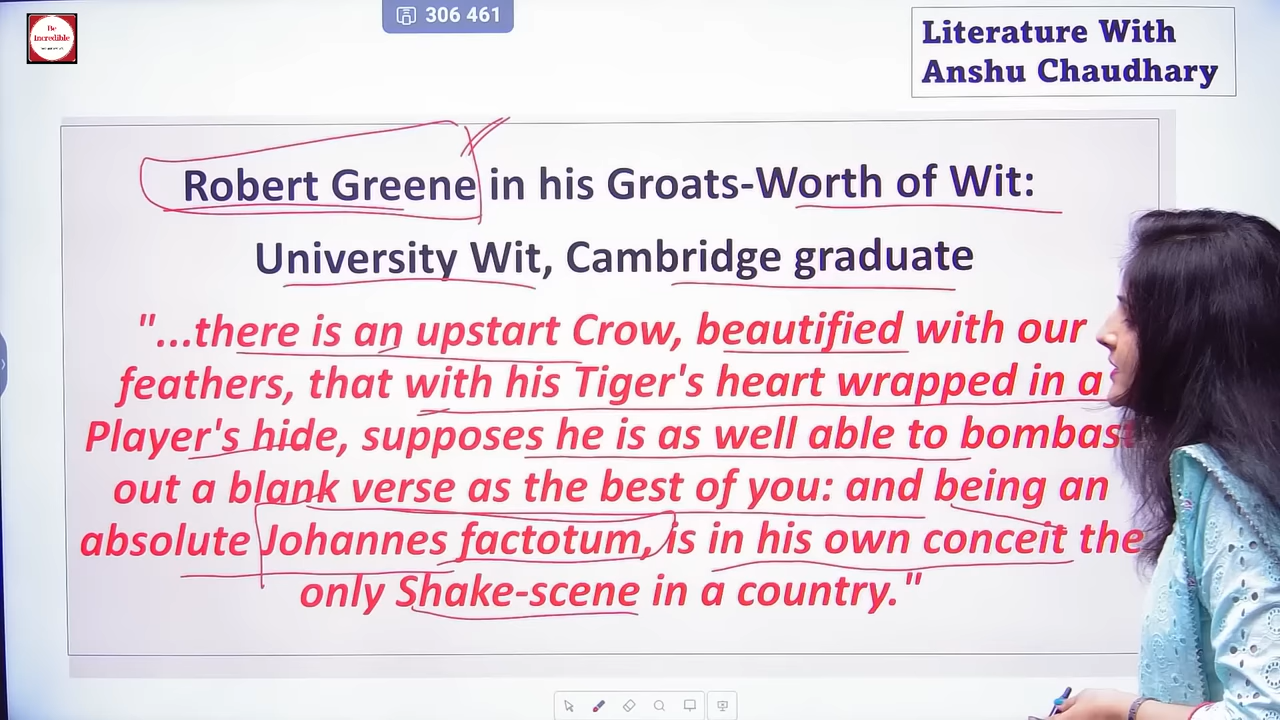 Be
Incredible
306 461
Literature With
Anshu Chaudhary
Robert Greene in his Groats-Worth of Wit:
University Wit, Cambridge graduate
"...there is an upstart Crow, beautified with our
feathers, that with his Tiger's heart wrapped in a
Player's hide, supposes he is as well able to bombast
out a blank verse as the best of you: and being an
absolute Johannes factotum, is in his own conceit the
only Shake-scene in a country."